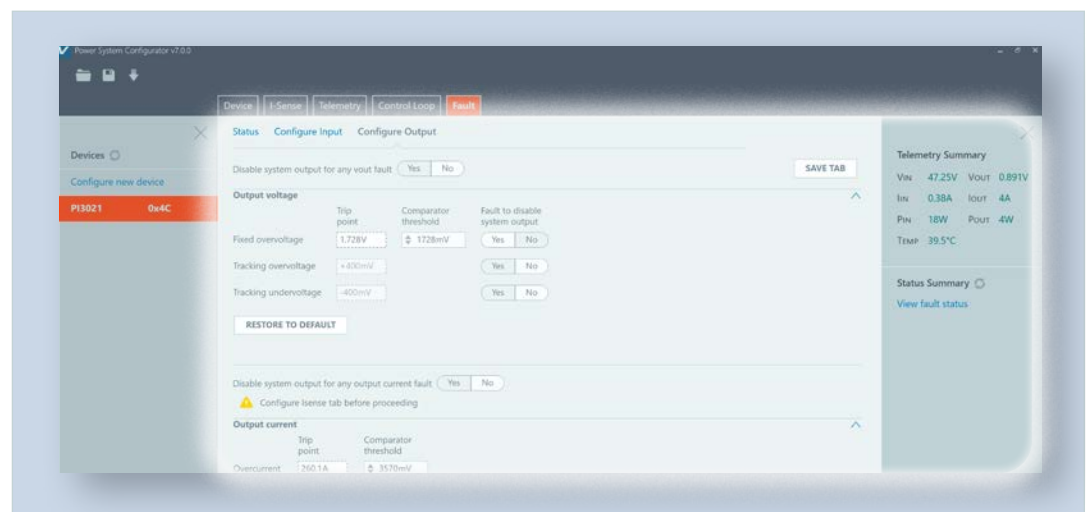 Power System Configurator v7.0.0
Device I-Sense Telemetry Control Loop Fault
Status Configure Input Configure Output
Devices
Configure new device
PI3021 0x4C
Disable system output for any vout fault Yes No
SAVE TAB
Output voltage
Trip point Comparator threshold Fault to disable system output
Fixed overvoltage 1.728V 1728mV Yes No
Tracking overvoltage +400mV Yes No
Tracking undervoltage -400mV Yes No
RESTORE TO DEFAULT
Disable system output for any output current fault Yes No
Configure Isense tab before proceeding
Output current
Trip point Comparator threshold
Overcurrent 260.1A 3570mV
Telemetry Summary
VIN 47.25V VOUT 0.891V
IIN 0.38A IOUT 4A
PIN 18W POUT 4W
TEMP 39.5°C
Status Summary
View fault status